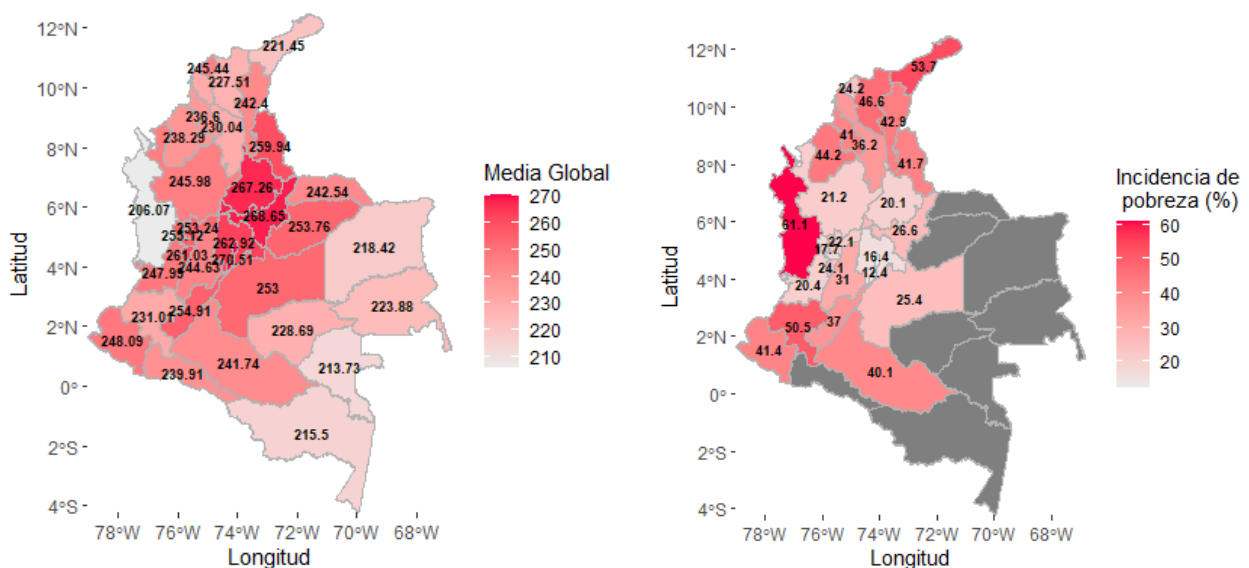 12°N
10°N
8°N
6°N
4°N
2°N
0°
2°S
4°S
Latitud
78°W 76°W 74°W 72°W 70°W 68°W
Longitud
221.45
245.44
227.51
242.4
236.6
230.04
238.29
259.94
245.98
267.26
242.54
206.07
268.65
253.24
253.76
255.12
262.92
218.42
261.03
270.51
247.95
244.63
253
223.88
254.91
231.01
228.69
248.09
241.74
213.73
239.91
215.5
Media Global
270
260
250
240
230
220
210
12°N
10°N
8°N
6°N
4°N
2°N
0°
2°S
4°S
Latitud
78°W 76°W 74°W 72°W 70°W 68°W
Longitud
53.7
24.2
46.6
42.9
41
36.2
44.2
41.7
21.2
20.1
61.1
26.6
22.1
17.7
16.4
24.1
12.4
20.4
31
25.4
37
50.5
41.4
40.1
Incidencia de
pobreza (%)
60
50
40
30
20